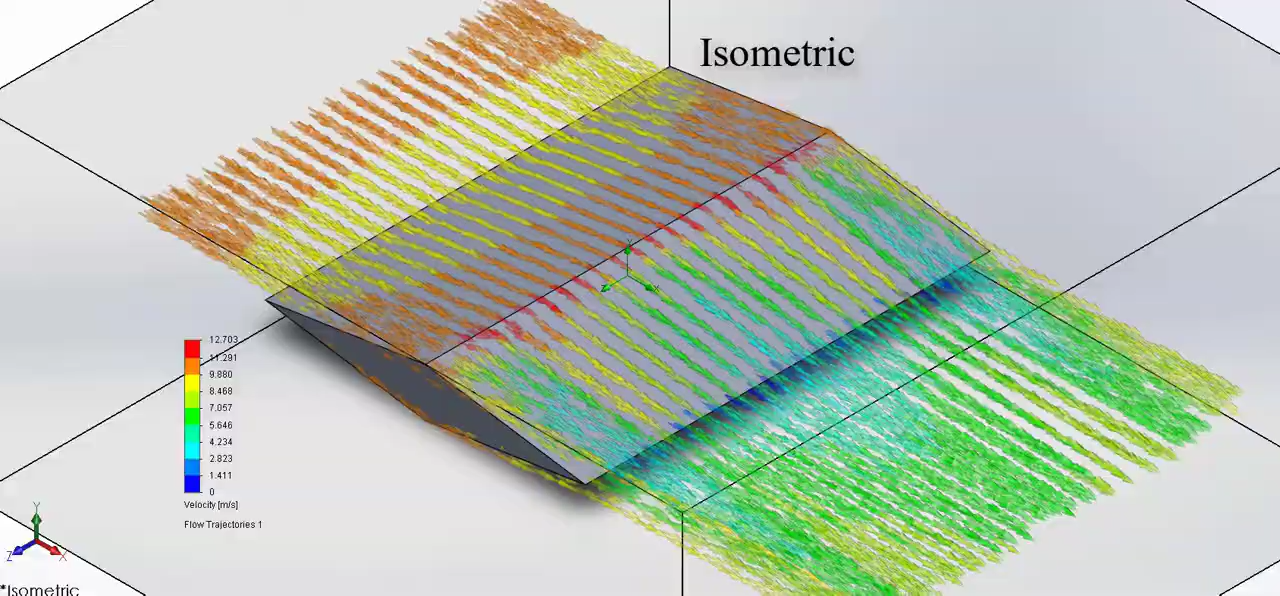 Isometric
12.703
11.291
9.880
8.468
7.057
5.646
4.234
2.823
1.411
0
Velocity [m/s]
Flow Trajectories 1
Y
Z
X
Y
Z
X
*Isometric